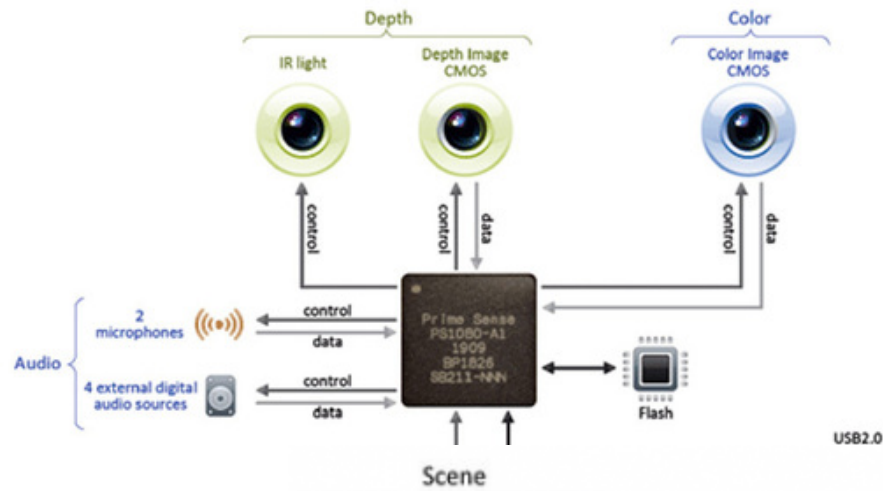 Depth
Color
IR light
Depth Image
CMOS
Color Image
CMOS
control
control
data
control
data
Audio
2
microphones
control
data
4 external digital
audio sources
control
data
Prime Sense
PS1080-A1
1909
BP1826
SB211-NNN
Flash
USB2.0
Scene